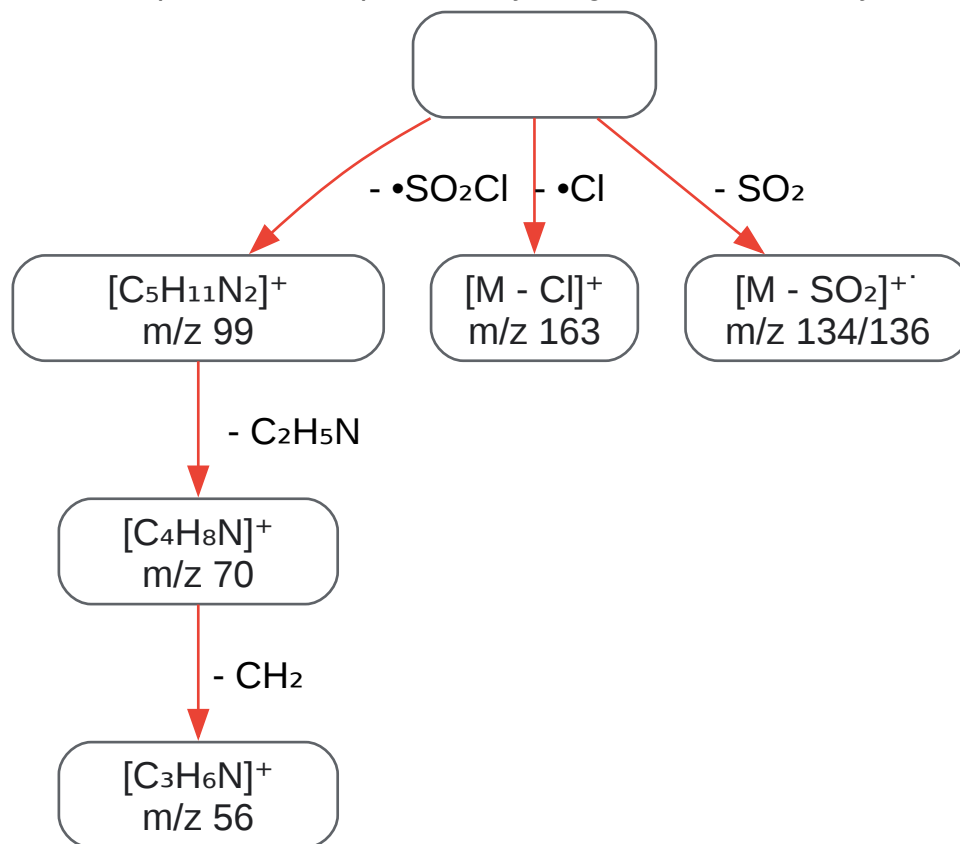 - •SO₂Cl
- •Cl
- SO₂
[C₅H₁₁N₂]⁺
m/z 99
[M - Cl]⁺
m/z 163
[M - SO₂]⁺˙
m/z 134/136
- C₂H₅N
[C₄H₈N]⁺
m/z 70
- CH₂
[C₃H₆N]⁺
m/z 56